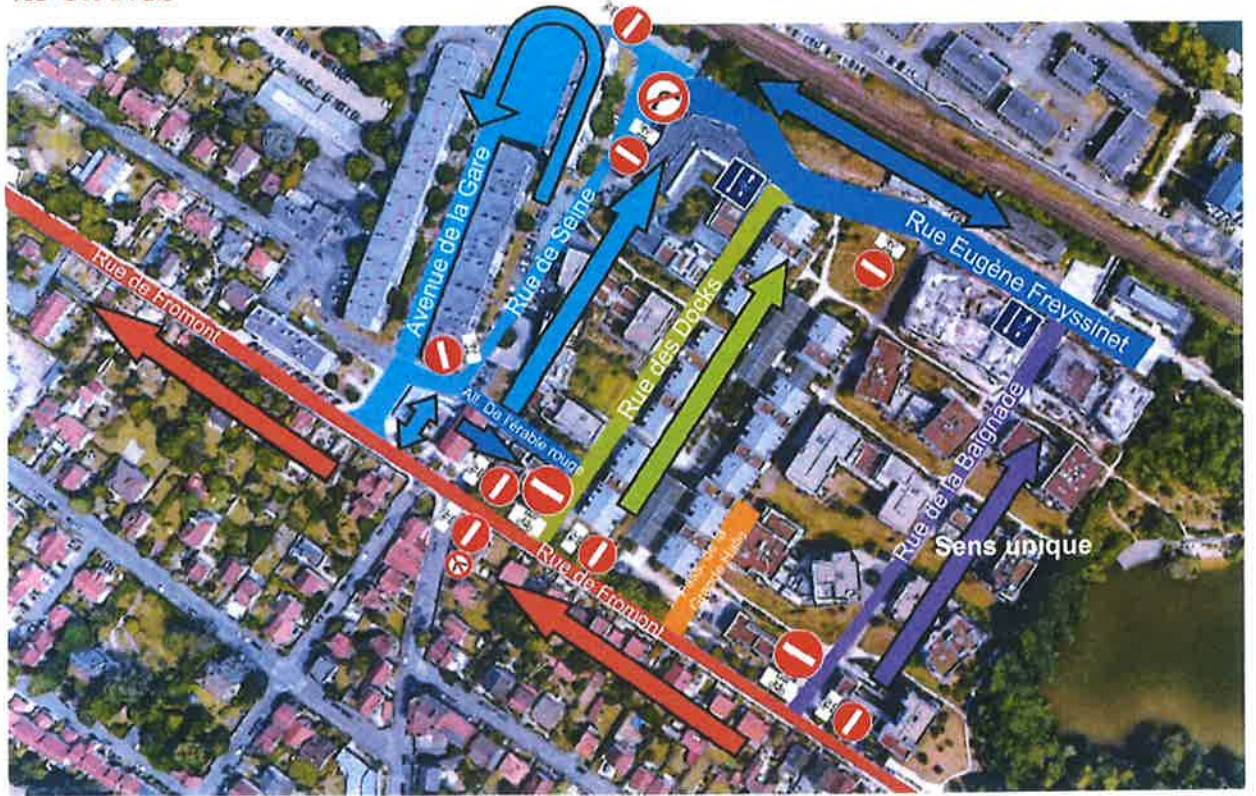 Avenue de la Gare
Rue de Seine
Rue Eugène Freyssinet
Rue de Fromont
Rue des Docks
All. De l'érable rouge
Rue de la Baignade
Sens unique
Rue de Fromont